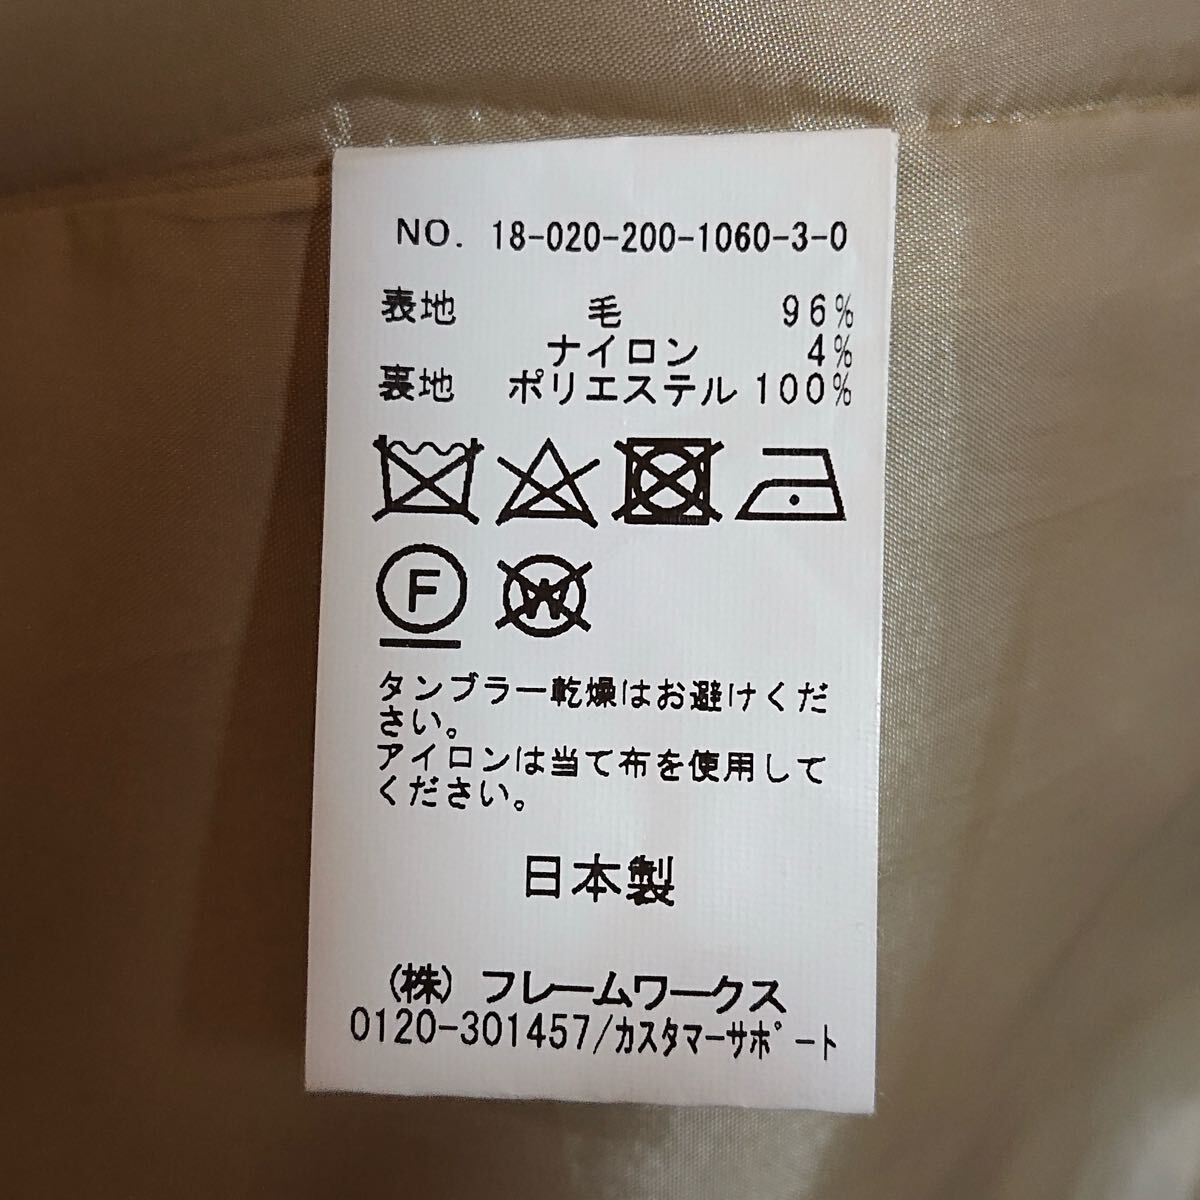 NO. 18-020-200-1060-3-0
表地 毛 96%
ナイロン 4%
裏地 ポリエステル 100%
F W
タンブラー乾燥はお避けくだ
さい。
アイロンは当て布を使用して
ください。
日本製
(株) フレームワークス
0120-301457/カスタマーサポート